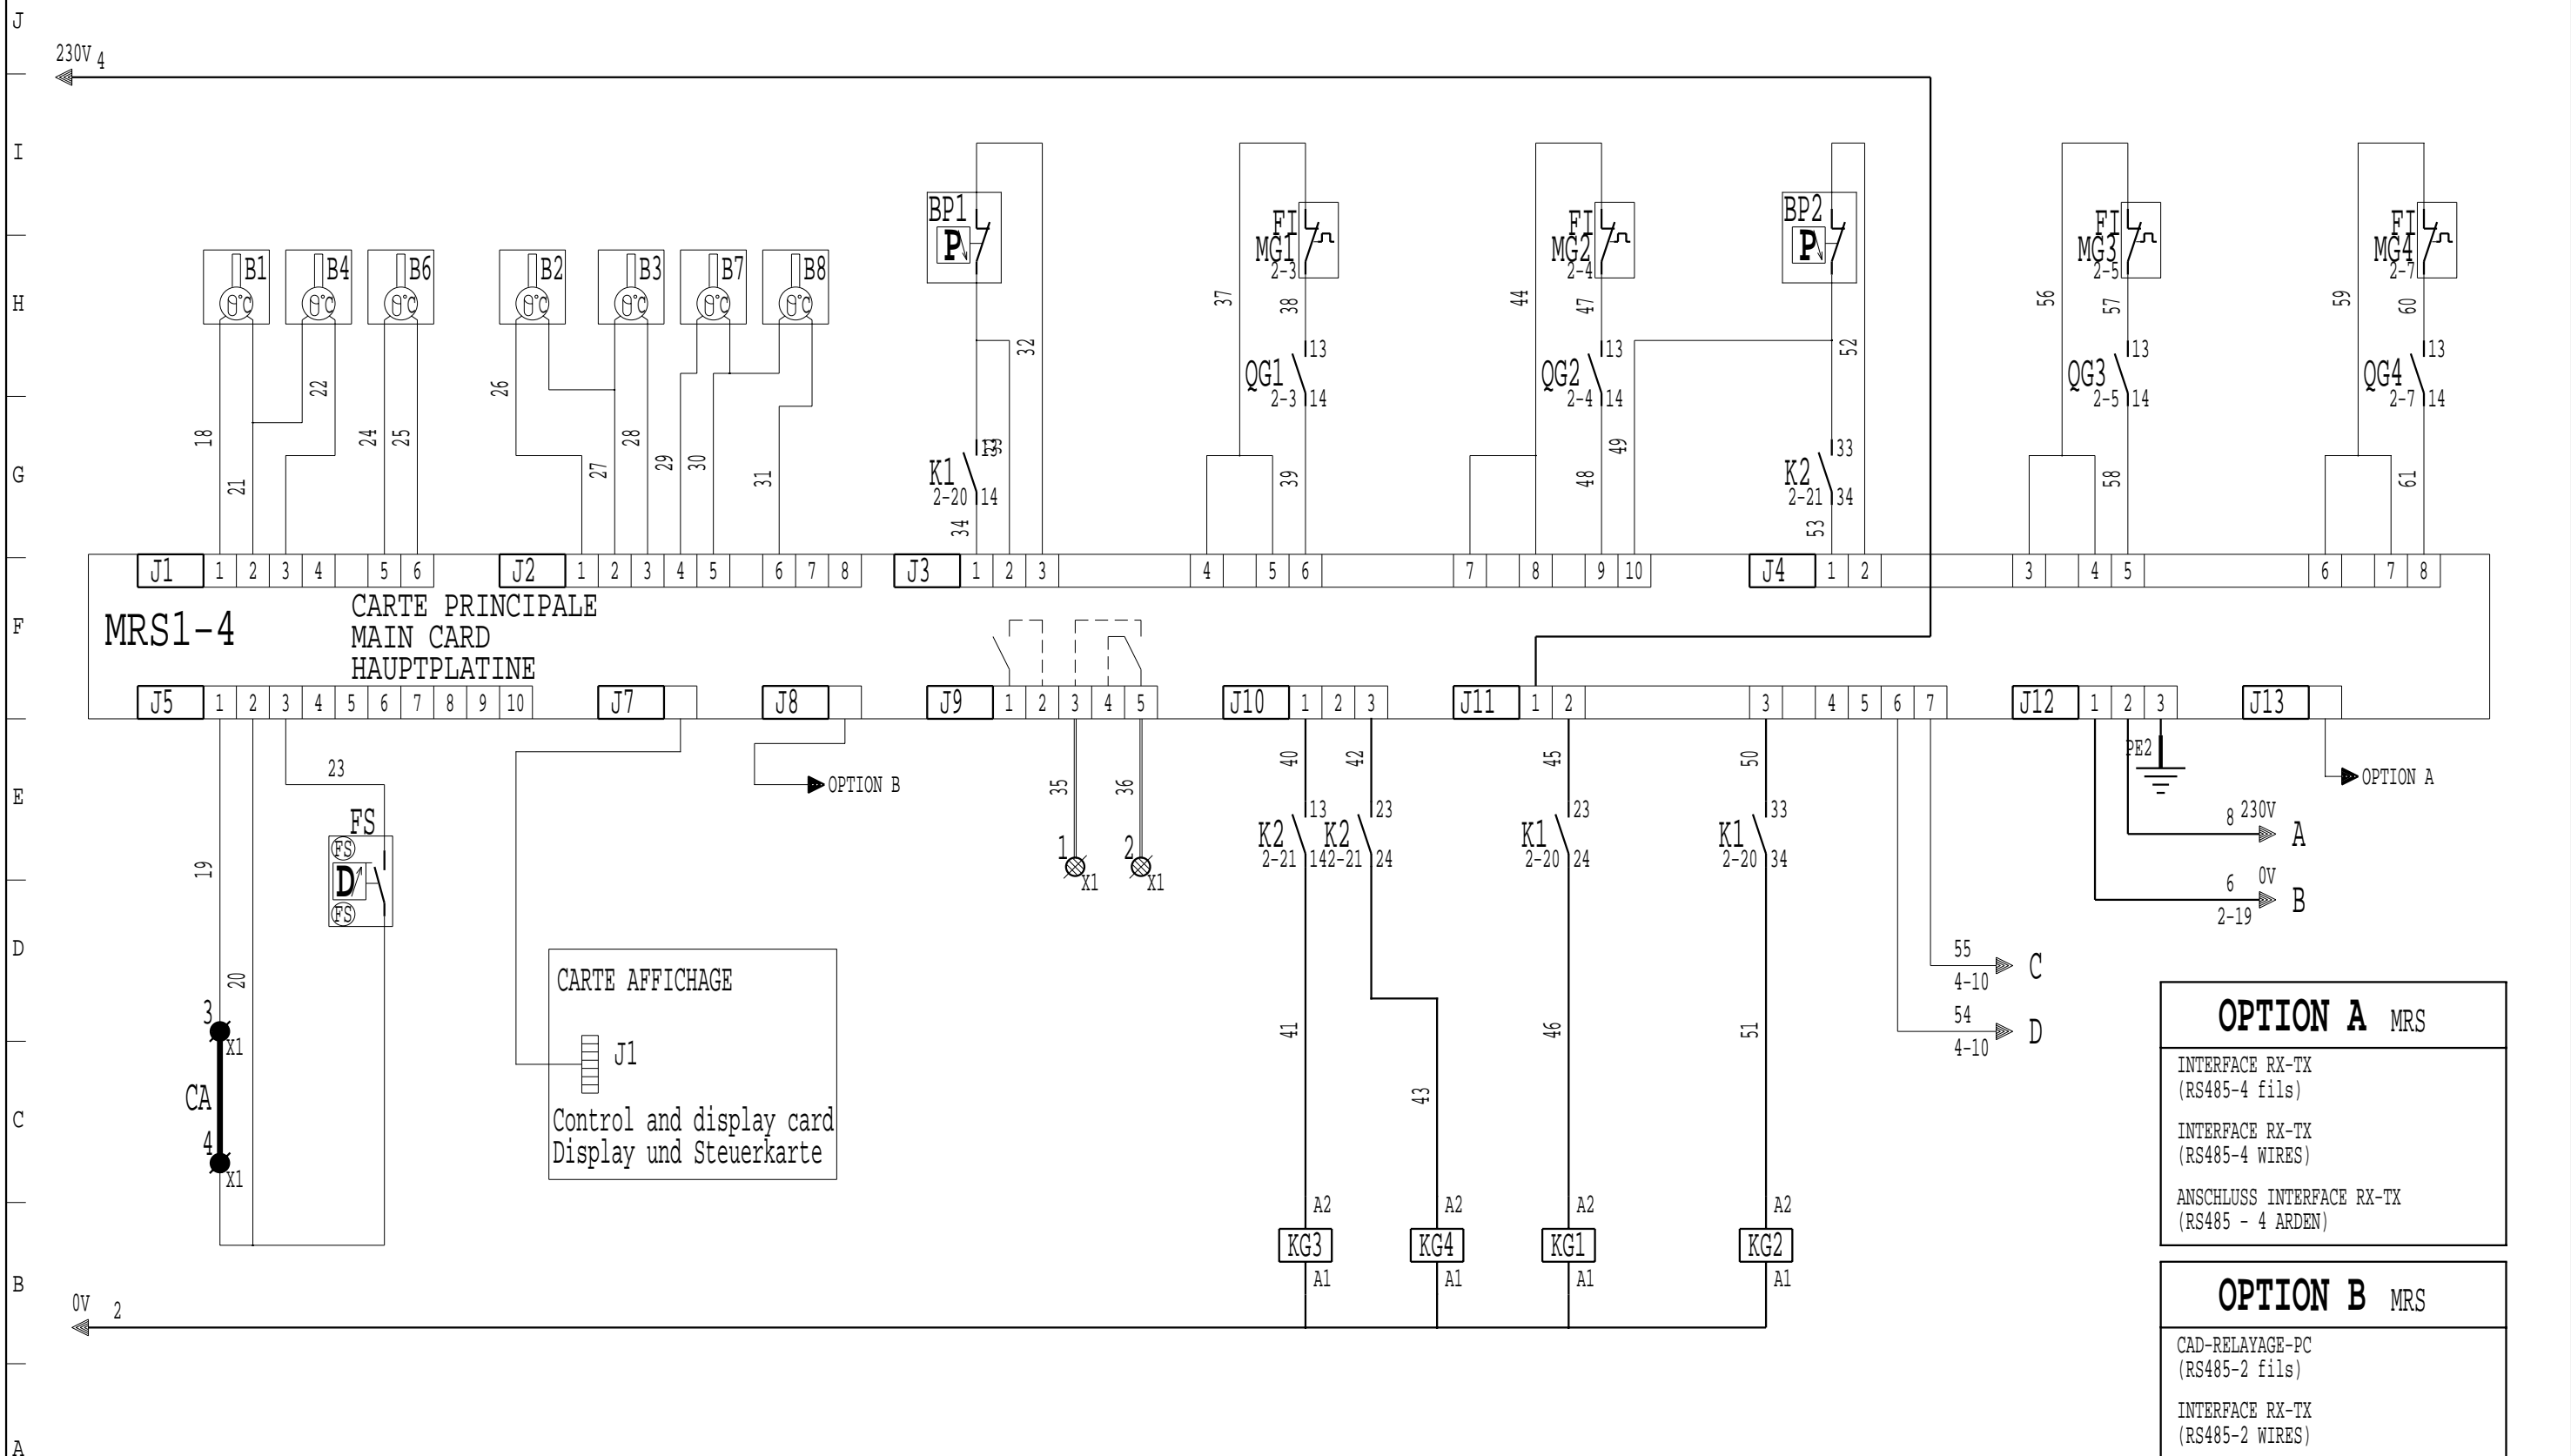 J
230V 4
I
BP1
P
FI
MG1
2-3
FI
MG2
2-4
BP2
P
FI
MG3
2-5
FI
MG4
2-7
B1
B4
B6
B2
B3
B7
B8
θ°C θ°C θ°C θ°C θ°C θ°C θ°C
H
37
38
44
47
56
57
59
60
32
52
13
QG1
2-3 14
13
QG2
2-4 14
13
QG3
2-5 14
13
QG4
2-7 14
22
26
18
24
25
28
49
29
30
27
21
31
G
K1
2-20 14
39
48
33
K2
2-21 34
58
61
34
53
J1 1 2 3 4 5 6
J2 1 2 3 4 5 6 7 8
J3 1 2 3 4 5 6 7 8 9 10
J4 1 2 3 4 5 6 7 8
F
MRS1-4
CARTE PRINCIPALE
MAIN CARD
HAUPTPLATINE
J5 1 2 3 4 5 6 7 8 9 10
J7
J8
J9 1 2 3 4 5
J10 1 2 3
J11 1 2 3 4 5 6 7
J12 1 2 3
J13
PE2
40
42
45
50
23
OPTION B
35
36
OPTION A
E
FS
FS
D
FS
19
1
X1
2
X1
13
K2
2-21 14
23
K2
2-21 24
23
K1
2-20 24
33
K1
2-20 34
8 230V
A
6 0V
B
2-19
D
20
55
C
4-10
54
D
4-10
41
46
51
43
3
X1
CA
4
X1
C
CARTE AFFICHAGE
J1
Control and display card
Display und Steuerkarte
OPTION A MRS
INTERFACE RX-TX
(RS485-4 fils)
INTERFACE RX-TX
(RS485-4 WIRES)
ANSCHLUSS INTERFACE RX-TX
(RS485 - 4 ARDEN)
A2
KG3
A1
A2
KG4
A1
A2
KG1
A1
A2
KG2
A1
B
0V 2
OPTION B MRS
CAD-RELAYAGE-PC
(RS485-2 fils)
INTERFACE RX-TX
(RS485-2 WIRES)
A